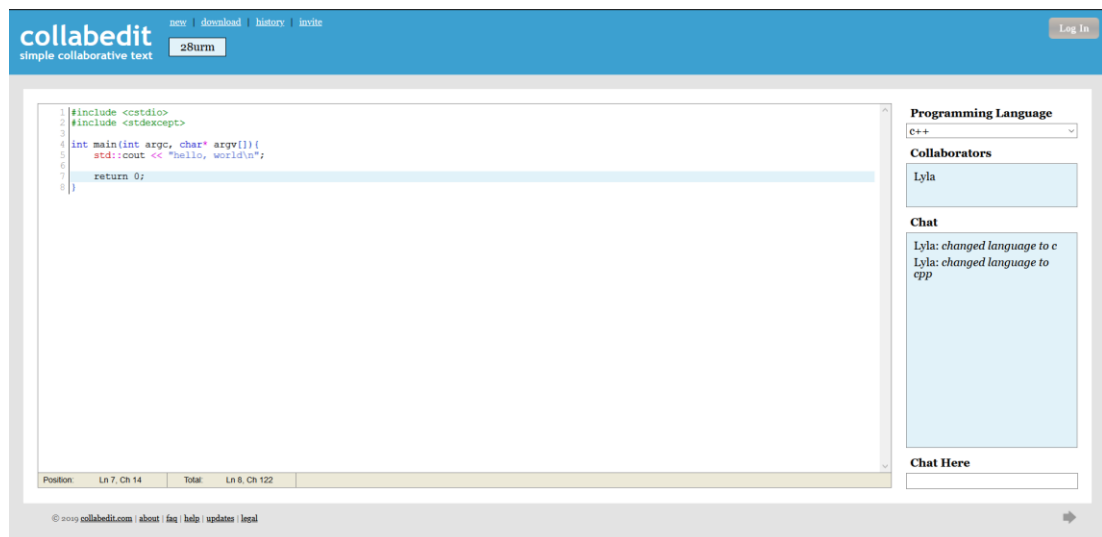 collabedit
simple collaborative text
new | download | history | invite
28urm
Log In
1 #include <cstdio>
2 #include <stdexcept>
3
4 int main(int argc, char* argv[]){
5     std::cout << "hello, world\n";
6
7     return 0;
8 }
Position: Ln 7, Ch 14 Total: Ln 8, Ch 122
Programming Language
c++
Collaborators
Lyla
Chat
Lyla: changed language to c
Lyla: changed language to
cpp
Chat Here
© 2019 collabedit.com | about | faq | help | updates | legal